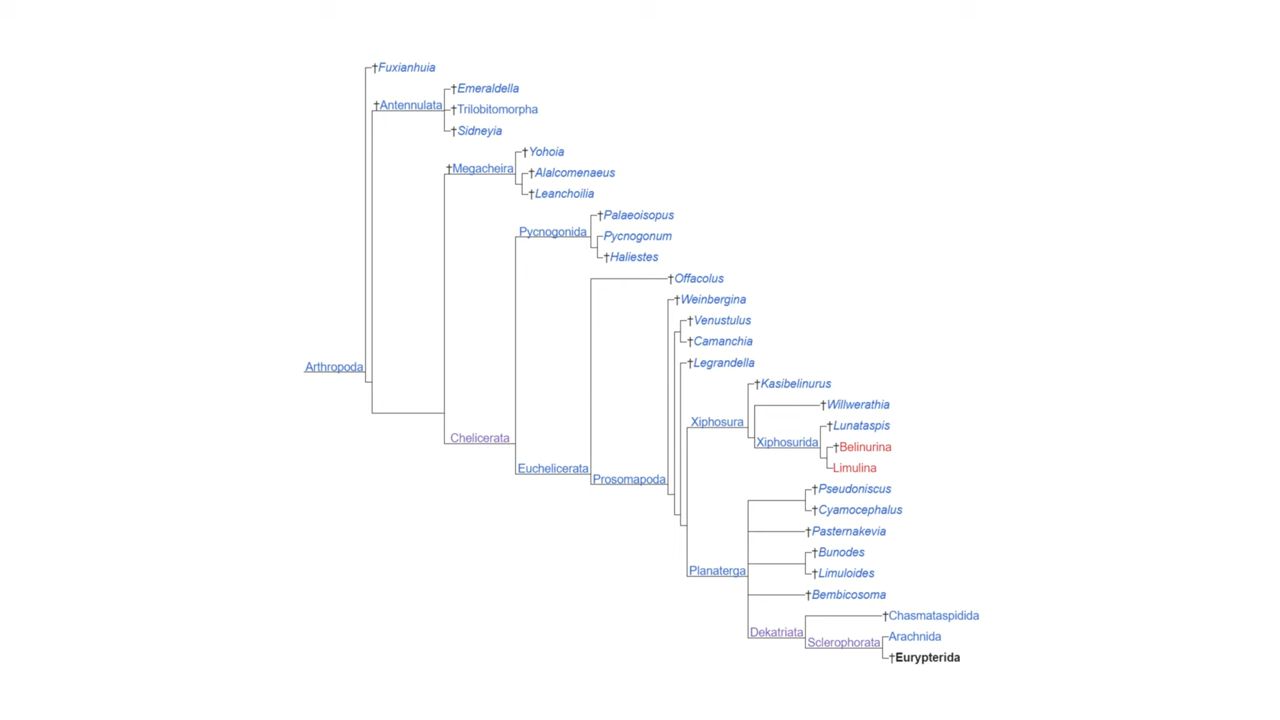 †Fuxianhuia
†Emeraldella
†Antennulata
†Trilobitomorpha
†Sidneyia
†Yohoia
†Megacheira
†Alalcomenaeus
†Leanchoilia
†Palaeoisopus
Pycnogonida
Pycnogonum
†Haliestes
†Offacolus
†Weinbergina
†Venustulus
†Camanchia
†Legrandella
Arthropoda
†Kasibelinurus
†Willwerathia
Xiphosura
†Lunataspis
Chelicerata
Xiphosurida
†Belinurina
Euchelicerata
Limulina
Prosomapoda
†Pseudoniscus
†Cyamocephalus
†Pasternakevia
†Bunodes
Planaterga
†Limuloides
†Bembicosoma
†Chasmataspidida
Dekatriata
Arachnida
Sclerophorata
†Eurypterida